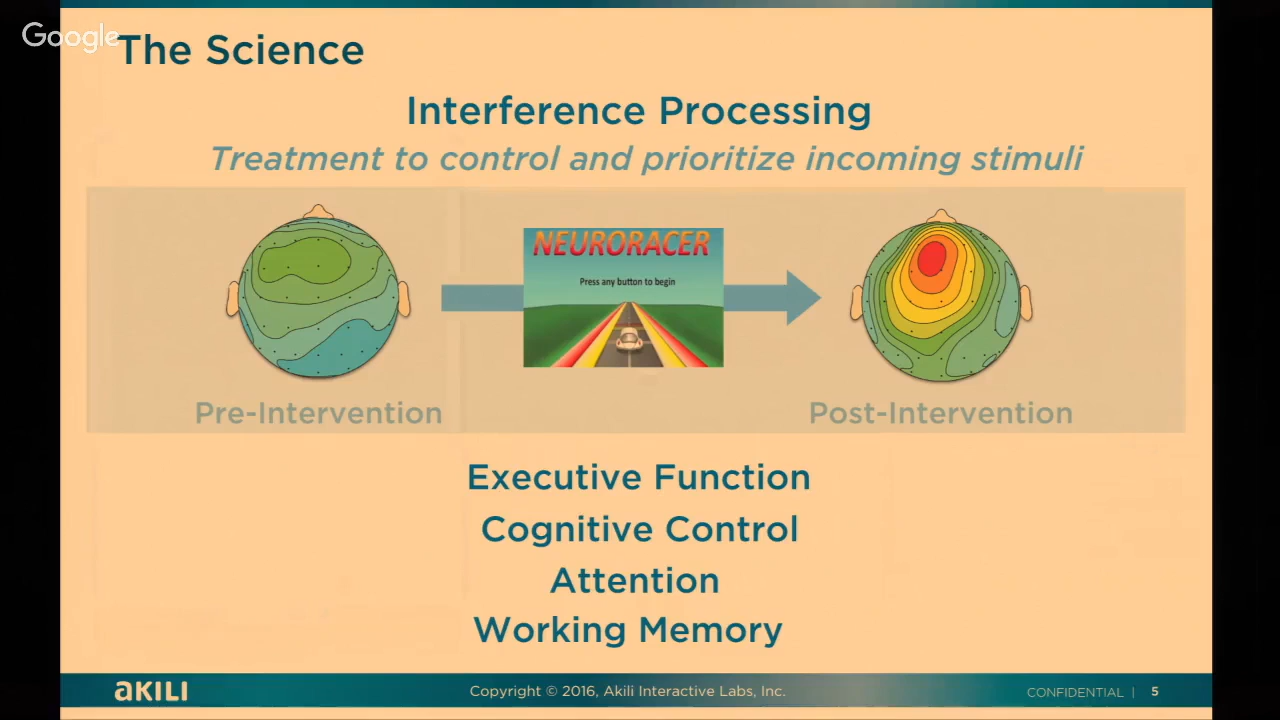 Google
The Science
Interference Processing
Treatment to control and prioritize incoming stimuli
NEURORACER
Press any button to begin
Pre-Intervention
Post-Intervention
Executive Function
Cognitive Control
Attention
Working Memory
aKILI
Copyright © 2016, Akili Interactive Labs, Inc.
CONFIDENTIAL | 5